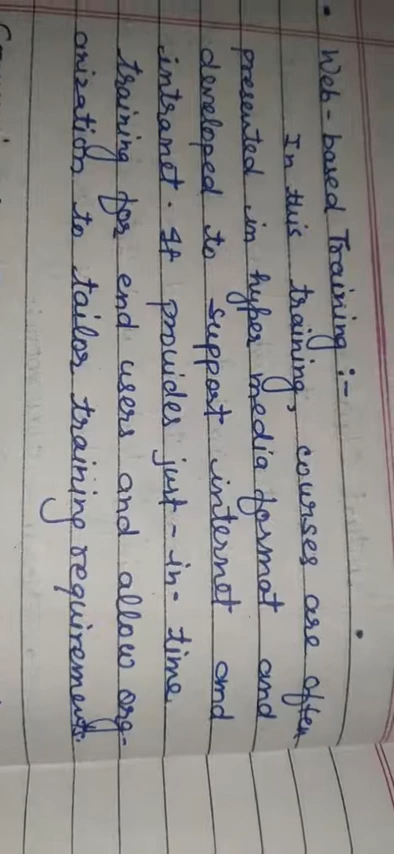 • Web-based Training :-
In this training, courses are often
presented in hyper media format and
developed to support internet and
intranet. It provides just-in-time
training for end users and allow org-
anization to tailor training requirements.